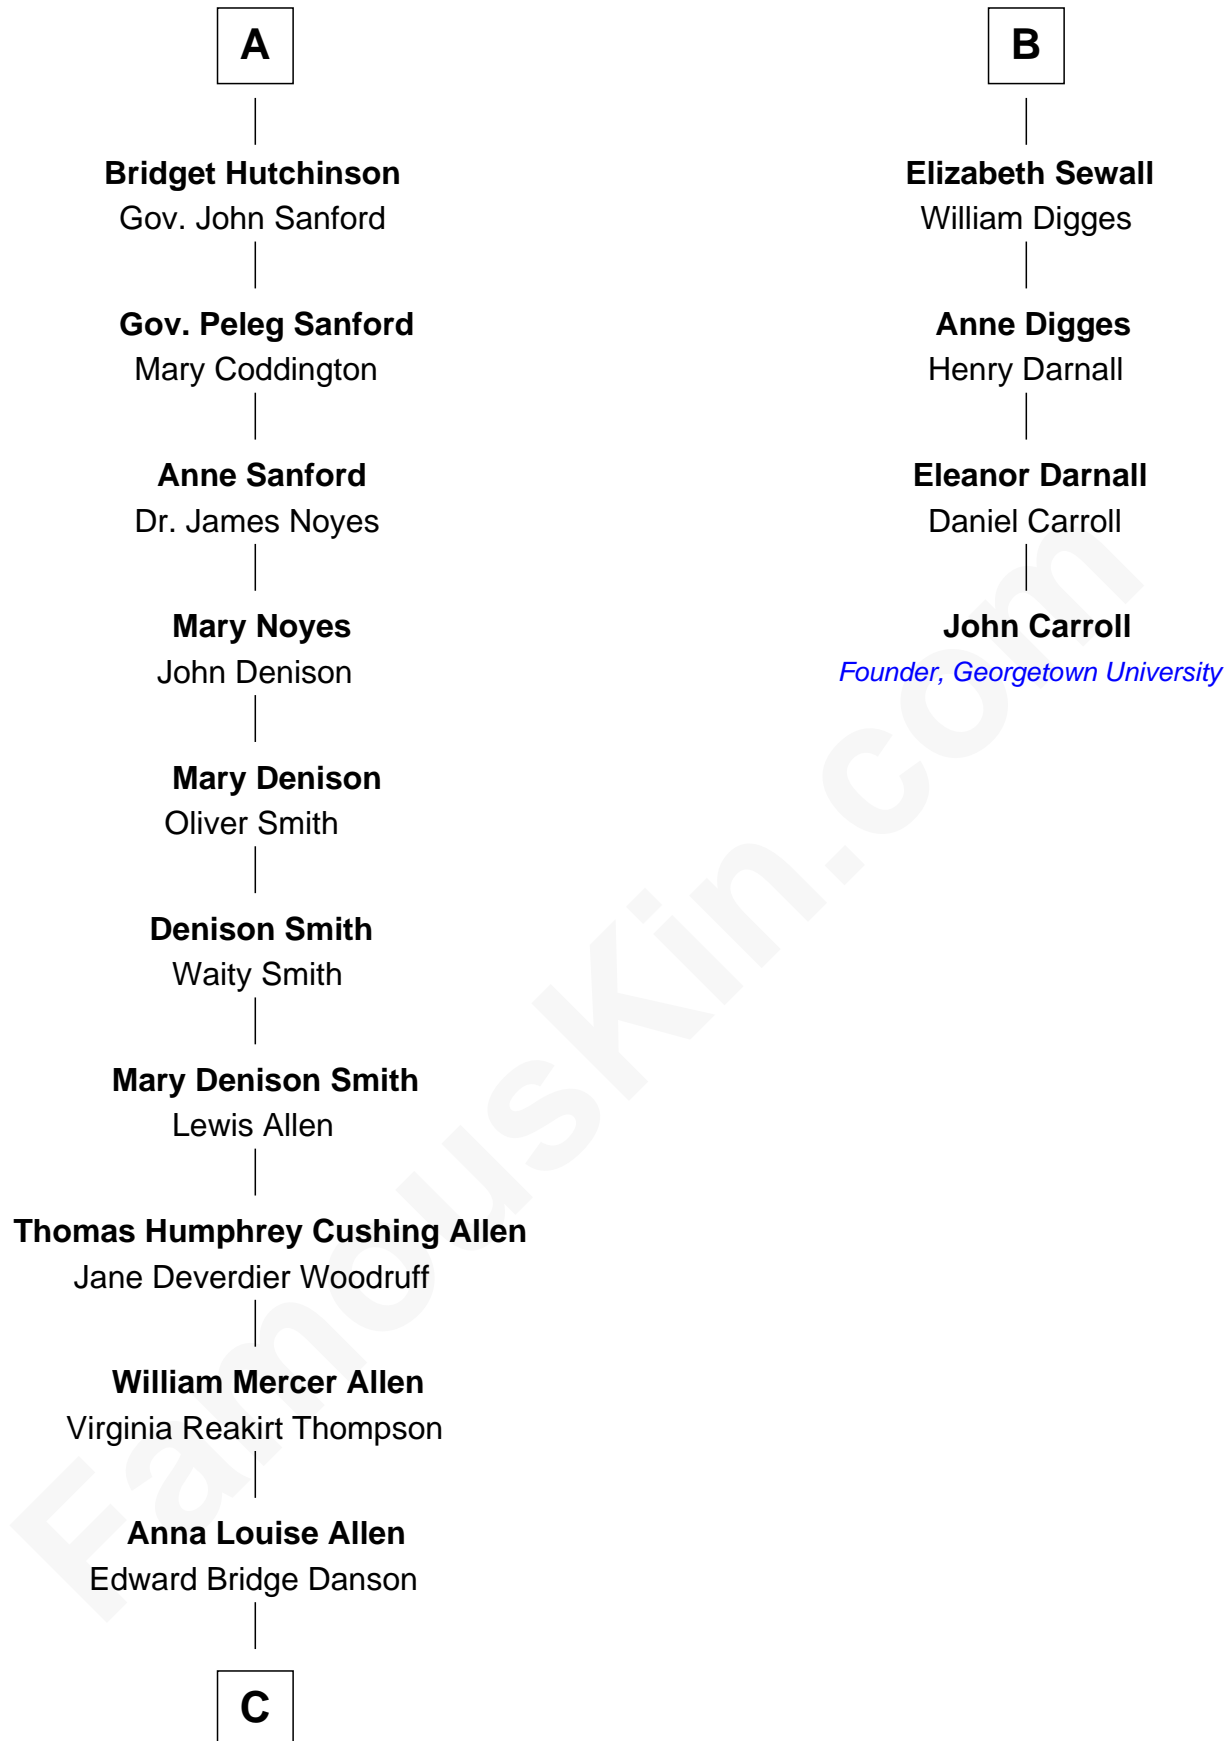 A
Bridget Hutchinson
Gov. John Sanford
Gov. Peleg Sanford
Mary Coddington
Anne Sanford
Dr. James Noyes
Mary Noyes
John Denison
Mary Denison
Oliver Smith
Denison Smith
Waity Smith
Mary Denison Smith
Lewis Allen
Thomas Humphrey Cushing Allen
Jane Deverdier Woodruff
William Mercer Allen
Virginia Reakirt Thompson
Anna Louise Allen
Edward Bridge Danson
C
B
Elizabeth Sewall
William Digges
Anne Digges
Henry Darnall
Eleanor Darnall
Daniel Carroll
John Carroll
Founder, Georgetown University
FamousKin.com